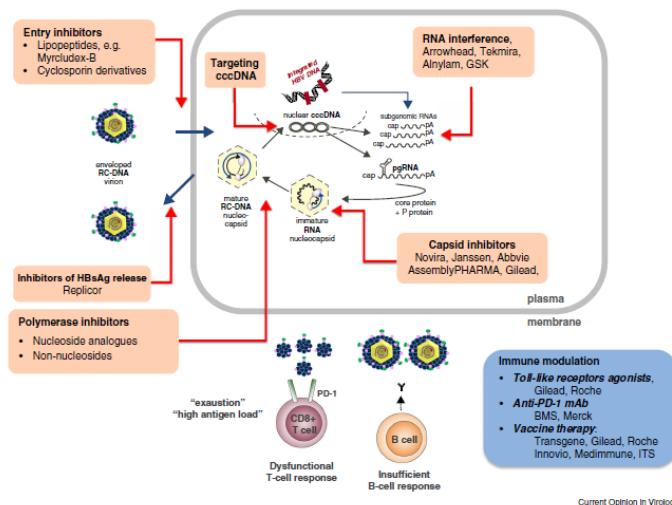 Entry inhibitors
• Lipopeptides, e.g.
Myrcludex-B
• Cyclosporin derivatives
Targeting
cccDNA
Integrated
HBV DNA
RNA interference,
Arrowhead, Tekmira,
Alnylam, GSK
nuclear cccDNA
subgenomic RNAs
cap pA
cap pA
cap pA
pgRNA
cap pA
enveloped
RC-DNA
virion
mature
RC-DNA
nucleo-
capsid
immature
RNA
nucleocapsid
core protein
+ P protein
Inhibitors of HBsAg release
Replicor
Capsid inhibitors
Novira, Janssen, Abbvie
AssemblyPHARMA, Gilead,
plasma
membrane
Polymerase inhibitors
• Nucleoside analogues
• Non-nucleosides
"exaustion"
"high antigen load"
PD-1
CD8+
T cell
Dysfunctional
T-cell response
Y
B cell
Insufficient
B-cell response
Immune modulation
• Toll-like receptors agonists,
Gilead, Roche
• Anti-PD-1 mAb
BMS, Merck
• Vaccine therapy:
Transgene, Gilead, Roche
Innovio, Medimmune, ITS
Current Opinion in Virolo